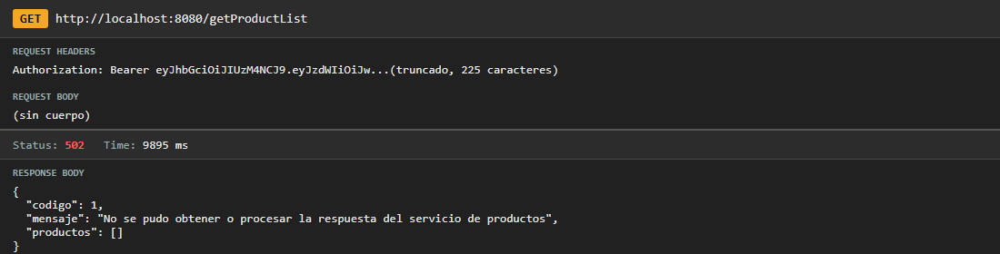 GET http://localhost:8080/getProductList
REQUEST HEADERS
Authorization: Bearer eyJhbGciOiJIUzM4NCJ9.eyJzdWIiOiJw...(truncado, 225 caracteres)
REQUEST BODY
(sin cuerpo)
Status: 502 Time: 9895 ms
RESPONSE BODY
{
"codigo": 1,
"mensaje": "No se pudo obtener o procesar la respuesta del servicio de productos",
"productos": []
}